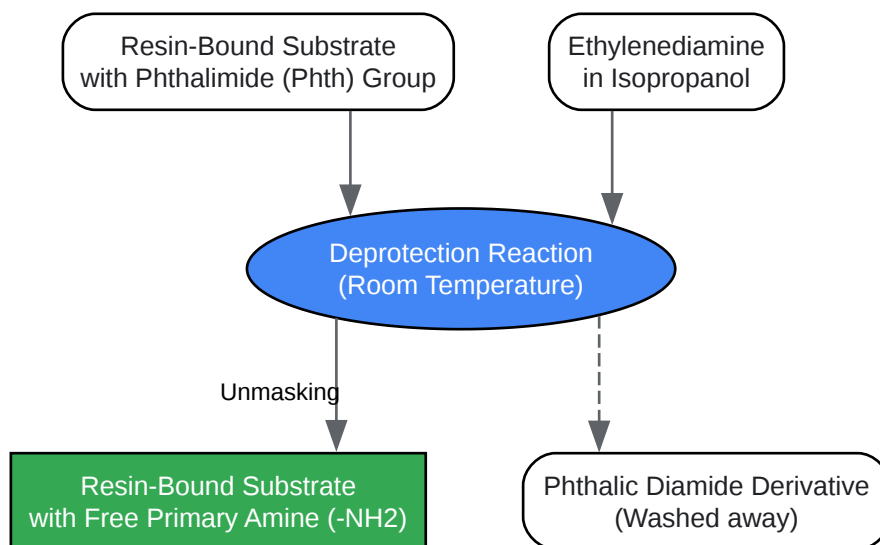 Resin-Bound Substrate
with Phthalimide (Phth) Group
Ethylenediamine
in Isopropanol
Deprotection Reaction
(Room Temperature)
Unmasking
Resin-Bound Substrate
with Free Primary Amine (-NH2)
Phthalic Diamide Derivative
(Washed away)